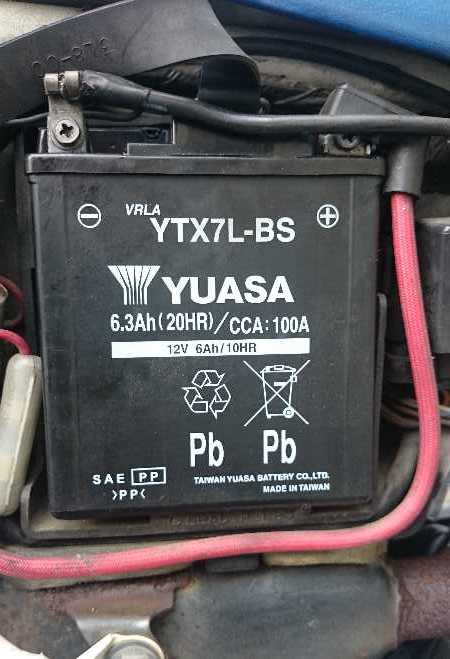 VRLA
YTX7L-BS
YUASA
6.3Ah(20HR)/CCA:100A
12V 6Ah/10HR
Pb Pb
SAE PP
>PP<
TAIWAN YUASA BATTERY CO.,LTD.
MADE IN TAIWAN